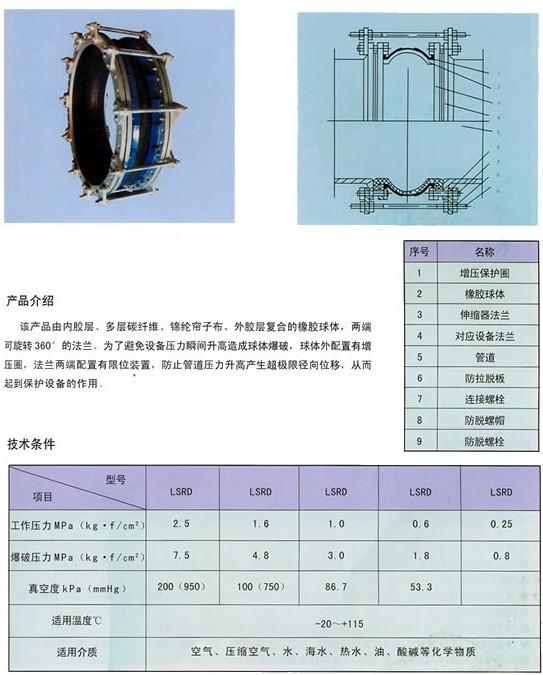 1
2
3
4
5
6
7
8
9
序号 名称
1 增压保护圈
2 橡胶球体
3 伸缩器法兰
4 对应设备法兰
5 管道
6 防拉脱板
7 连接螺栓
8 防脱螺帽
9 防脱螺栓
产品介绍
该产品由内胶层、多层碳纤维、锦纶帘子布、外胶层复合的橡胶球体，两端
可旋转360°的法兰。为了避免设备压力瞬间升高造成球体爆破，球体外配置有增
压圈，法兰两端配置有限位装置，防止管道压力升高产生超极限径向位移，从而
起到保护设备的作用。
技术条件
型号
项目 LSRD LSRD LSRD LSRD LSRD
工作压力MPa（kg·f/cm²） 2.5 1.6 1.0 0.6 0.25
爆破压力MPa（kg·f/cm²） 7.5 4.8 3.0 1.8 0.8
真空度kPa（mmHg） 200（950） 100（750） 86.7 53.3
适用温度℃ -20～+115
适用介质 空气、压缩空气、水、海水、热水、油、酸碱等化学物质